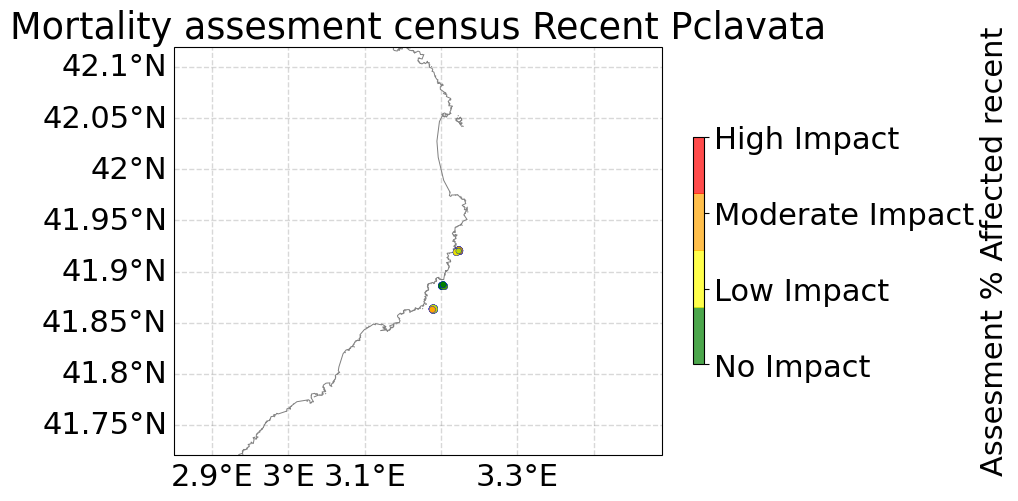 Mortality assesment census Recent Pclavata
42.1°N
42.05°N
42°N
41.95°N
41.9°N
41.85°N
41.8°N
41.75°N
2.9°E 3°E 3.1°E 3.3°E
High Impact
Moderate Impact
Low Impact
No Impact
Assesment % Affected recent